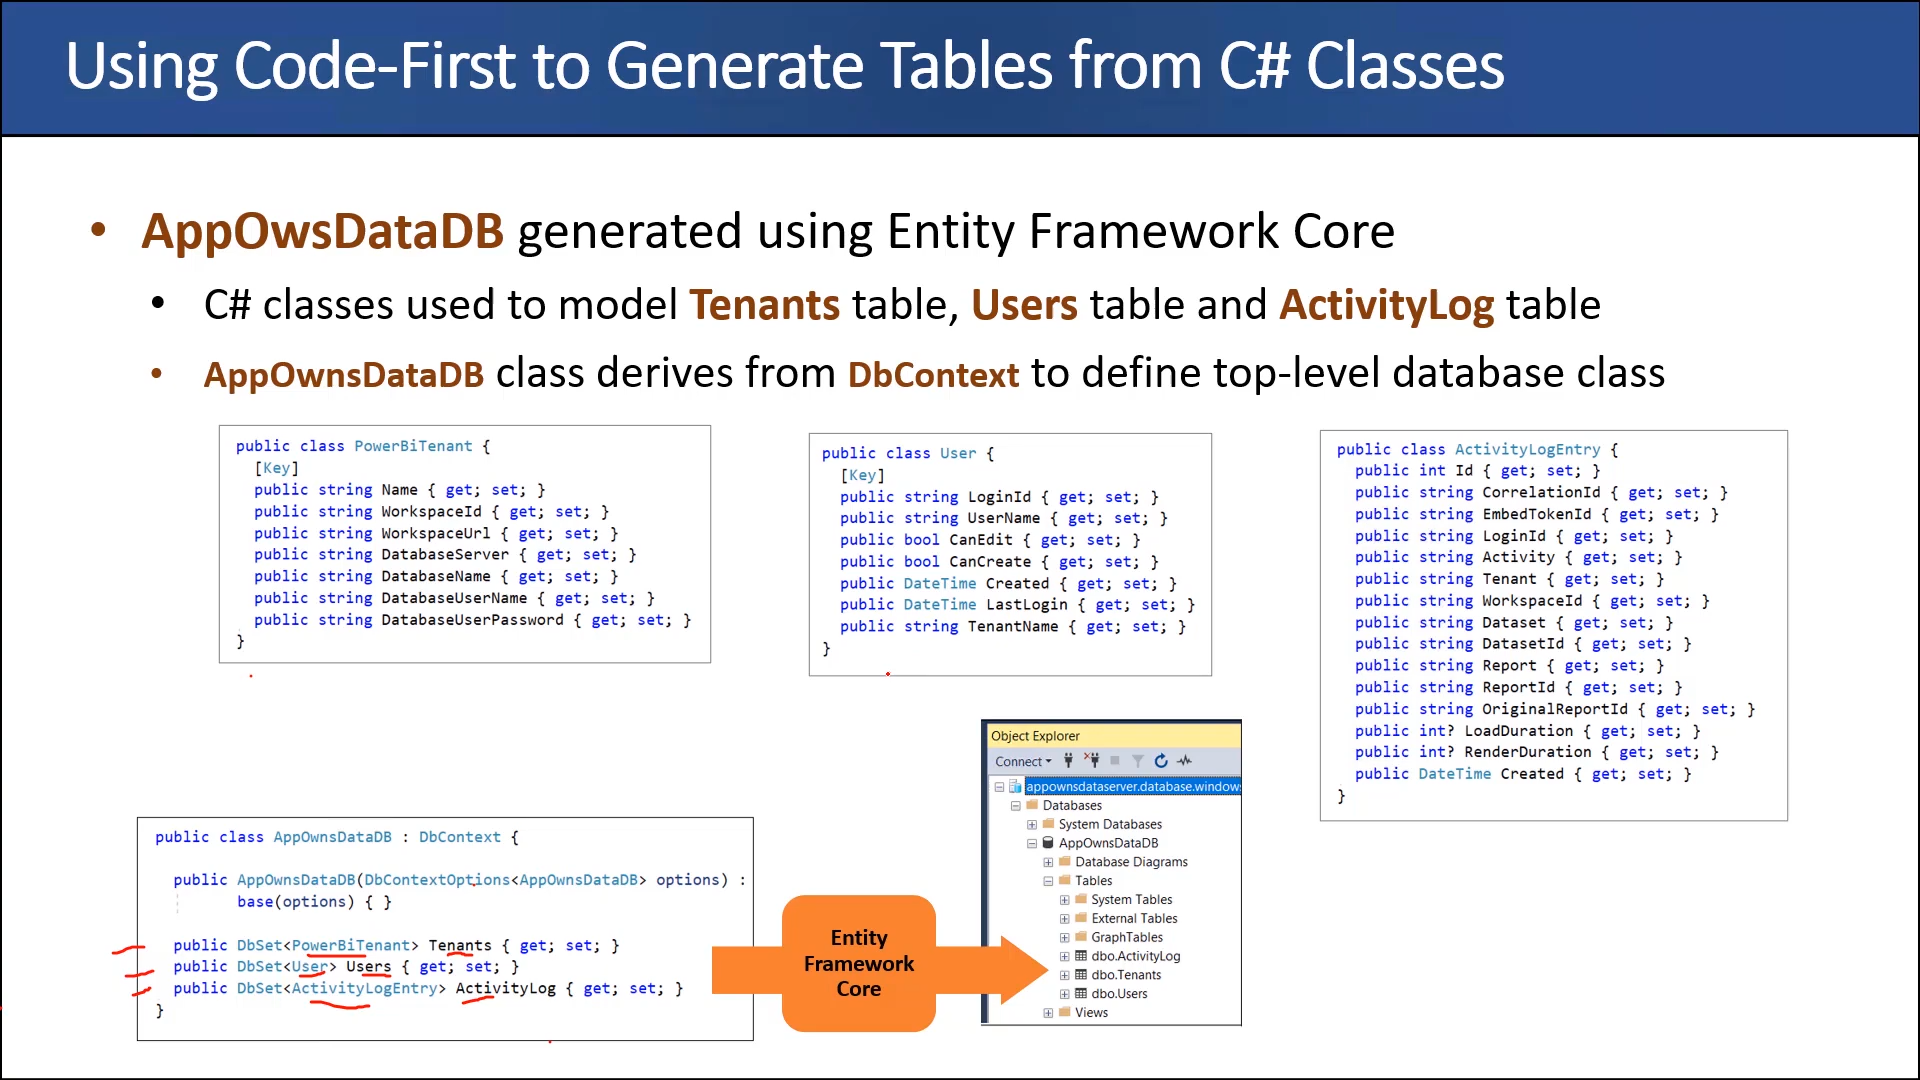 Using Code-First to Generate Tables from C# Classes
• AppOwsDataDB generated using Entity Framework Core
• C# classes used to model Tenants table, Users table and ActivityLog table
• AppOwnsDataDB class derives from DbContext to define top-level database class
public class PowerBiTenant {
[Key]
public string Name { get; set; }
public string WorkspaceId { get; set; }
public string WorkspaceUrl { get; set; }
public string DatabaseServer { get; set; }
public string DatabaseName { get; set; }
public string DatabaseUserName { get; set; }
public string DatabaseUserPassword { get; set; }
}
public class User {
[Key]
public string LoginId { get; set; }
public string UserName { get; set; }
public bool CanEdit { get; set; }
public bool CanCreate { get; set; }
public DateTime Created { get; set; }
public DateTime LastLogin { get; set; }
public string TenantName { get; set; }
}
public class ActivityLogEntry {
public int Id { get; set; }
public string CorrelationId { get; set; }
public string EmbedTokenId { get; set; }
public string LoginId { get; set; }
public string Activity { get; set; }
public string Tenant { get; set; }
public string WorkspaceId { get; set; }
public string Dataset { get; set; }
public string DatasetId { get; set; }
public string Report { get; set; }
public string ReportId { get; set; }
public string OriginalReportId { get; set; }
public int? LoadDuration { get; set; }
public int? RenderDuration { get; set; }
public DateTime Created { get; set; }
}
public class AppOwnsDataDB : DbContext {
public AppOwnsDataDB(DbContextOptions<AppOwnsDataDB> options) :
base(options) { }
public DbSet<PowerBiTenant> Tenants { get; set; }
public DbSet<User> Users { get; set; }
public DbSet<ActivityLogEntry> ActivityLog { get; set; }
}
Entity
Framework
Core
Object Explorer
Connect
appownsdataserver.database.windows
Databases
System Databases
AppOwnsDataDB
Database Diagrams
Tables
System Tables
External Tables
GraphTables
dbo.ActivityLog
dbo.Tenants
dbo.Users
Views